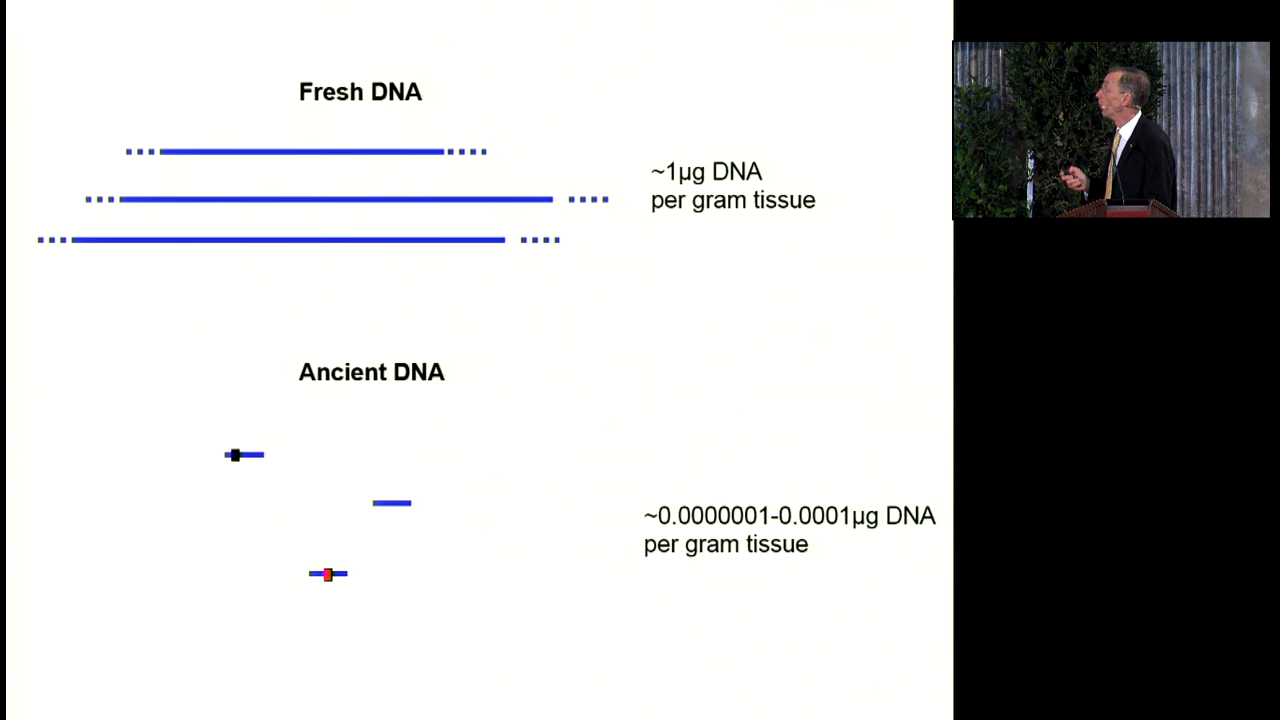 Fresh DNA
~1µg DNA
per gram tissue
Ancient DNA
~0.0000001-0.0001µg DNA
per gram tissue